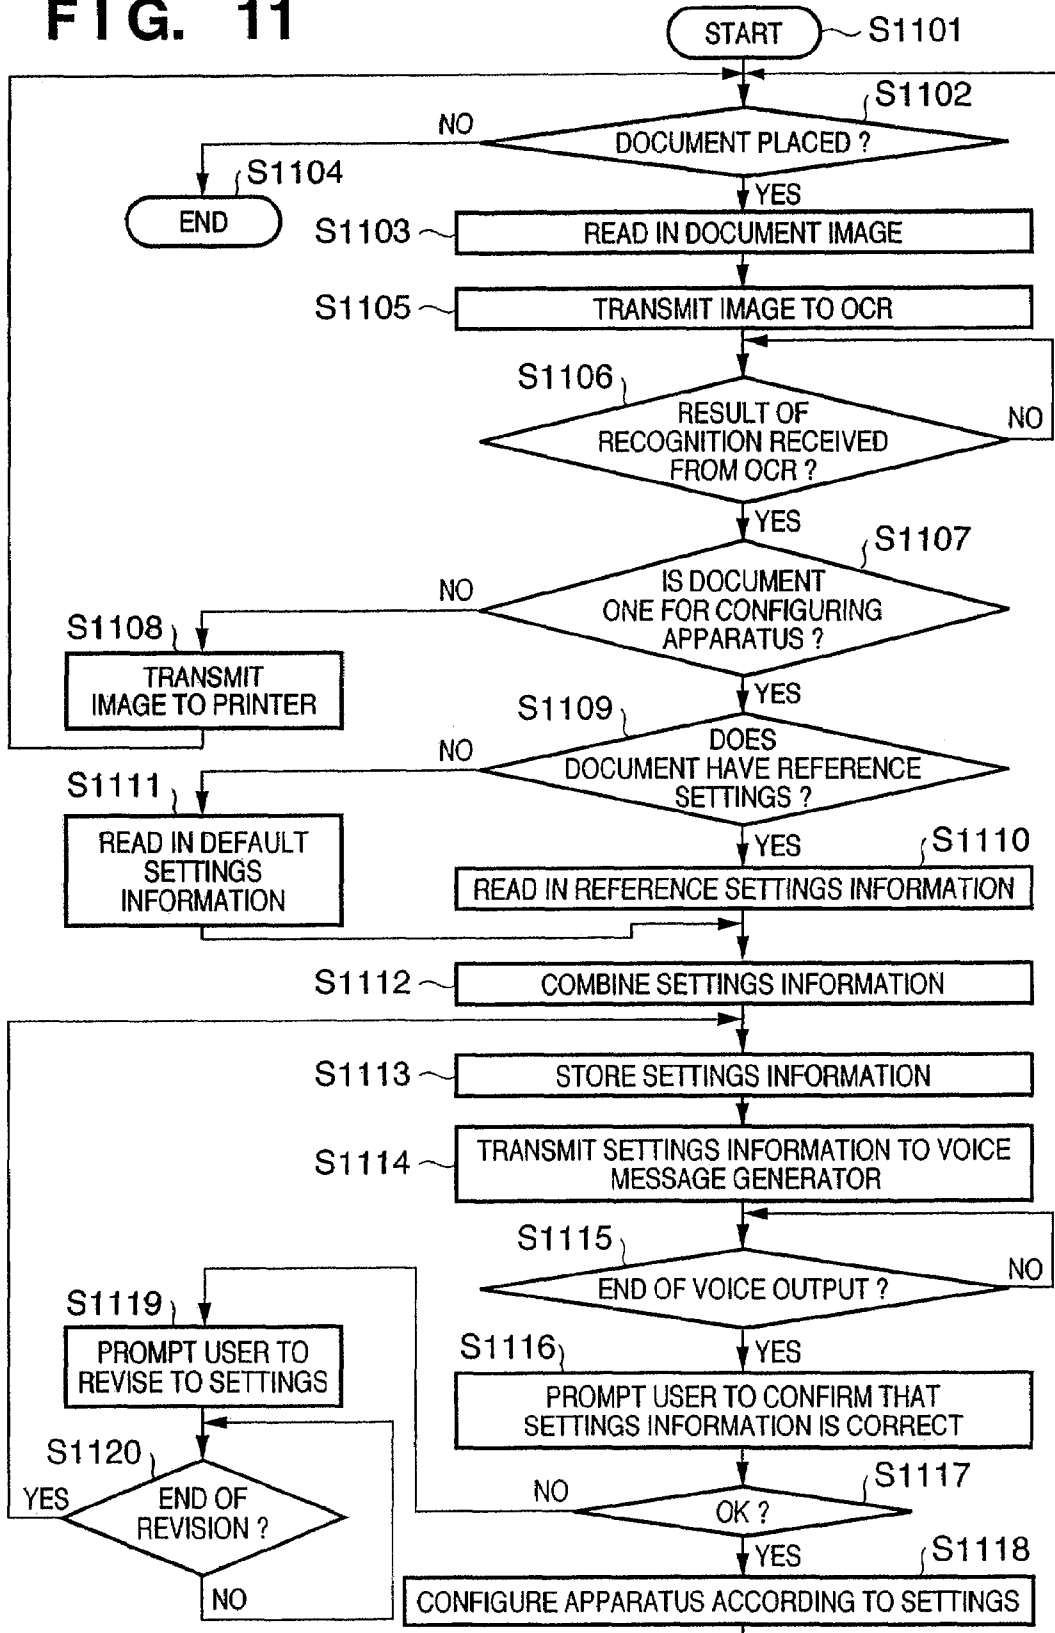 FIG. 11
START
S1101
S1102
NO
DOCUMENT PLACED ?
S1104
YES
END
S1103
READ IN DOCUMENT IMAGE
S1105
TRANSMIT IMAGE TO OCR
S1106
RESULT OF
RECOGNITION RECEIVED
FROM OCR ?
NO
YES
S1107
NO
IS DOCUMENT
ONE FOR CONFIGURING
APPARATUS ?
S1108
TRANSMIT
IMAGE TO PRINTER
YES
S1109
NO
DOES
DOCUMENT HAVE REFERENCE
SETTINGS ?
S1111
READ IN DEFAULT
SETTINGS
INFORMATION
YES
S1110
READ IN REFERENCE SETTINGS INFORMATION
S1112
COMBINE SETTINGS INFORMATION
S1113
STORE SETTINGS INFORMATION
S1114
TRANSMIT SETTINGS INFORMATION TO VOICE
MESSAGE GENERATOR
S1115
END OF VOICE OUTPUT ?
NO
S1119
PROMPT USER TO
REVISE TO SETTINGS
YES
S1116
PROMPT USER TO CONFIRM THAT
SETTINGS INFORMATION IS CORRECT
S1120
YES
END OF
REVISION ?
NO
NO
S1117
OK ?
YES
S1118
CONFIGURE APPARATUS ACCORDING TO SETTINGS